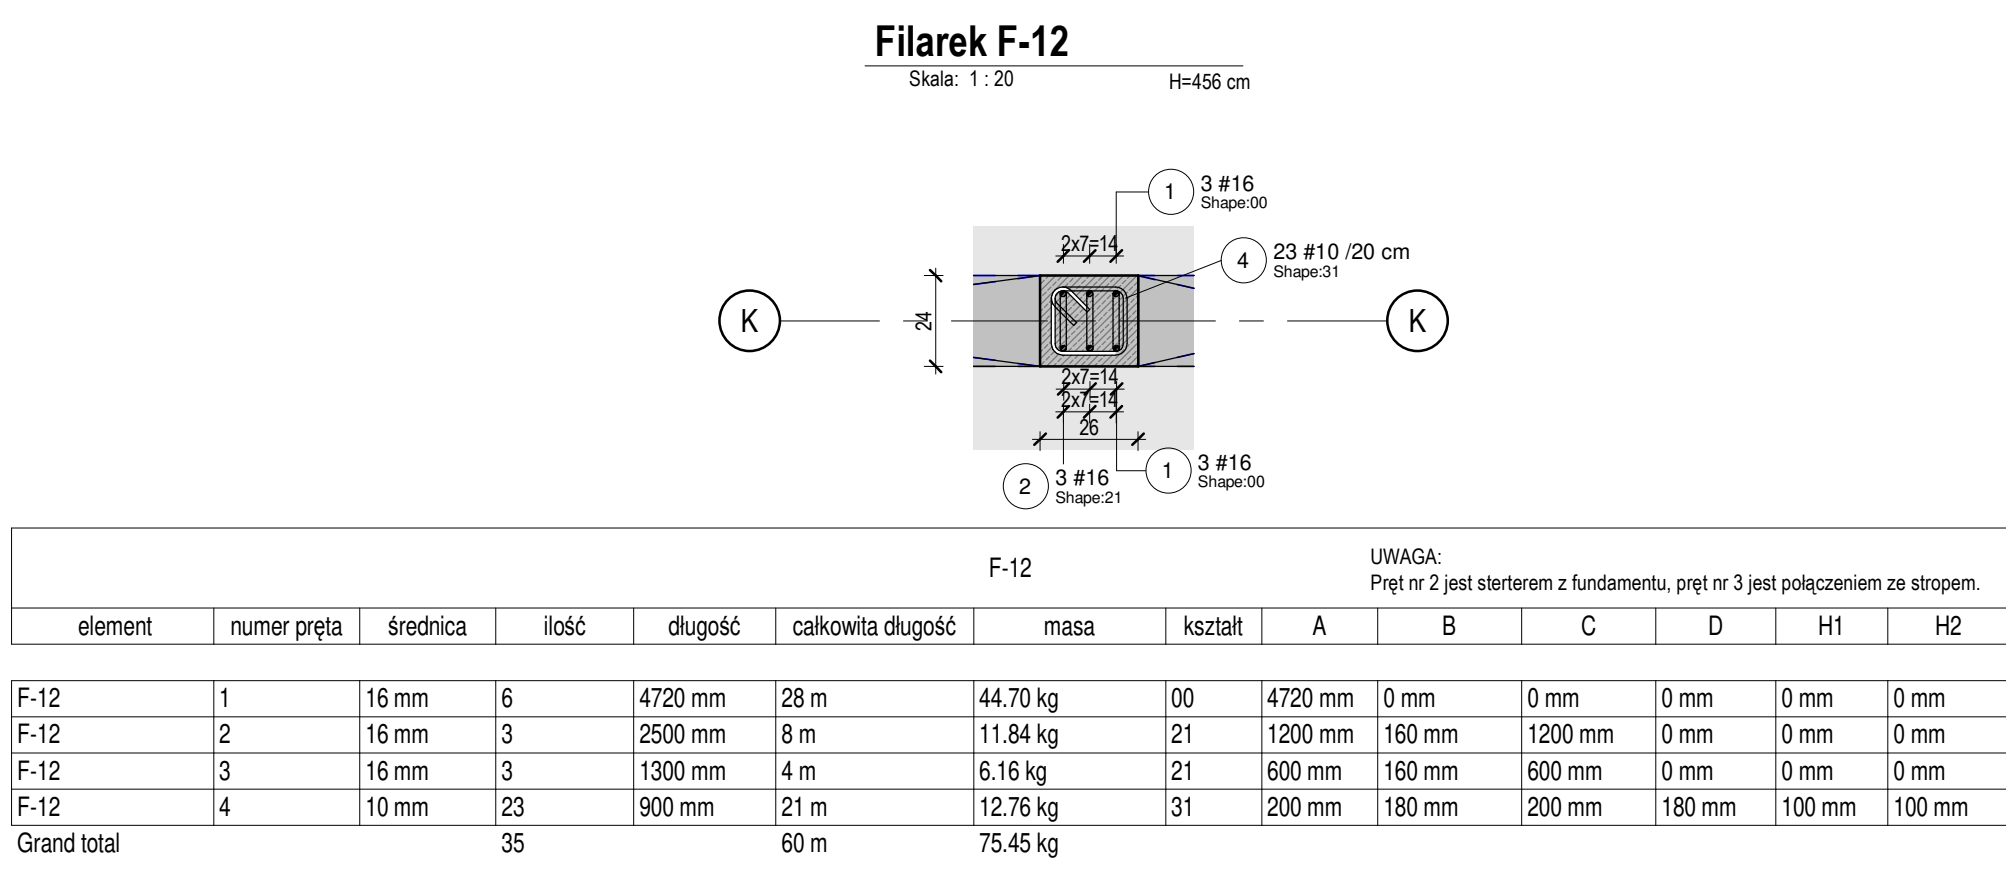 Filarek F-12
Skala: 1 : 20 H=456 cm
1 3 #16
Shape:00
2x7=14
4 23 #10 /20 cm
Shape:31
K K
24
2x7=14
2x7=14
26
1 3 #16
Shape:00
2 3 #16
Shape:21
F-12
UWAGA:
Pręt nr 2 jest sterterem z fundamentu, pręt nr 3 jest połączeniem ze stropem.
element numer pręta średnica ilość długość całkowita długość masa kształt A B C D H1 H2
F-12 1 16 mm 6 4720 mm 28 m 44.70 kg 00 4720 mm 0 mm 0 mm 0 mm 0 mm 0 mm
F-12 2 16 mm 3 2500 mm 8 m 11.84 kg 21 1200 mm 160 mm 1200 mm 0 mm 0 mm 0 mm
F-12 3 16 mm 3 1300 mm 4 m 6.16 kg 21 600 mm 160 mm 600 mm 0 mm 0 mm 0 mm
F-12 4 10 mm 23 900 mm 21 m 12.76 kg 31 200 mm 180 mm 200 mm 180 mm 100 mm 100 mm
Grand total 35 60 m 75.45 kg